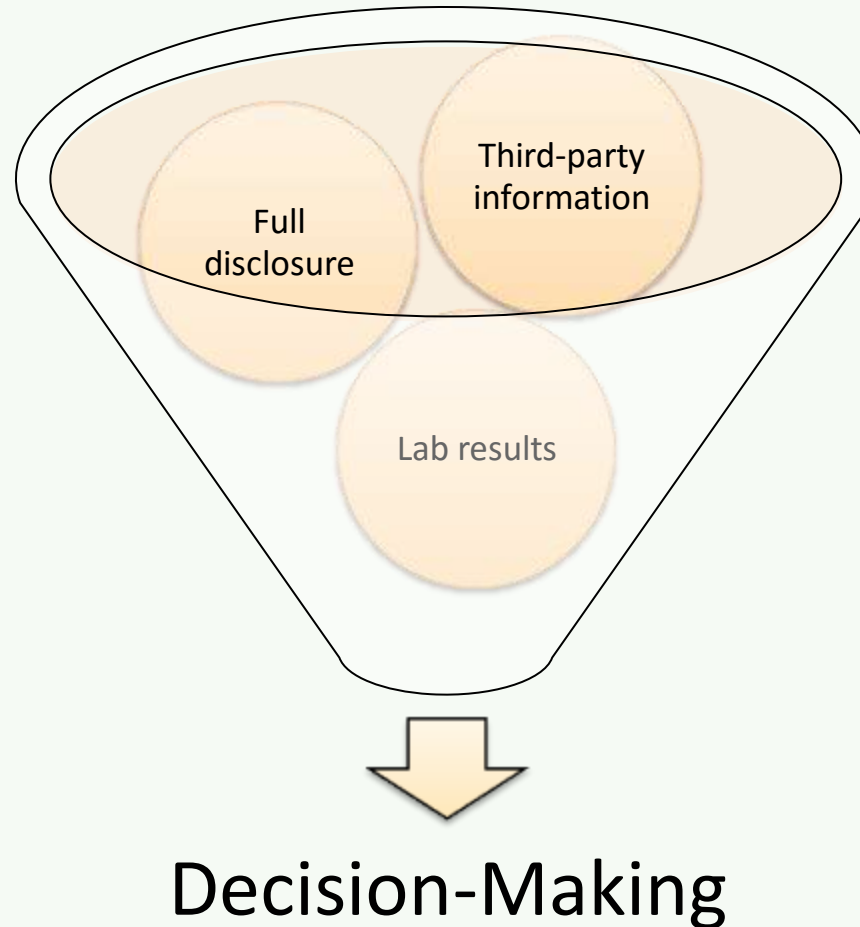 Third-party
information
Full
disclosure
Lab results
Decision-Making